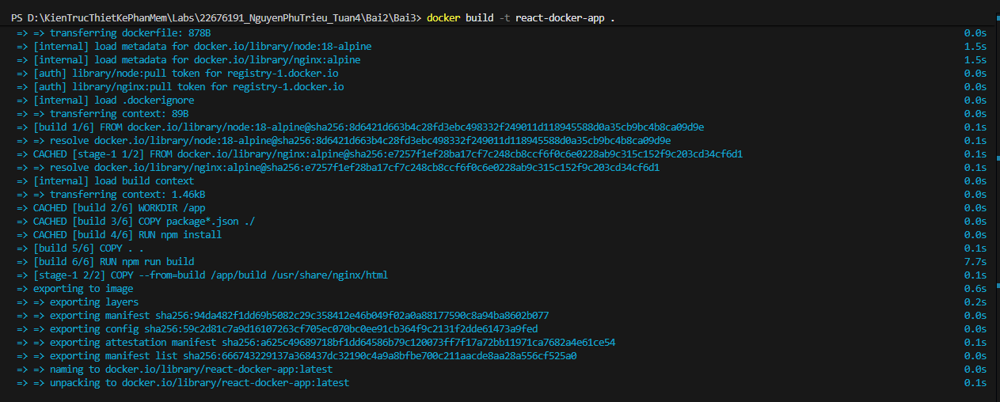 PS D:\KienTrucThietKePhanMem\Labs\22676191_NguyenPhuTrieu_Tuan4\Bai2\Bai3> docker build -t react-docker-app .
=> => transferring dockerfile: 878B 0.0s
=> [internal] load metadata for docker.io/library/node:18-alpine 1.5s
=> [internal] load metadata for docker.io/library/nginx:alpine 1.5s
=> [auth] library/node:pull token for registry-1.docker.io 0.0s
=> [auth] library/nginx:pull token for registry-1.docker.io 0.0s
=> [internal] load .dockerignore 0.0s
=> => transferring context: 89B 0.0s
=> [build 1/6] FROM docker.io/library/node:18-alpine@sha256:8d6421d663b4c28fd3ebc498332f249011d118945588d0a35cb9bc4b8ca09d9e 0.1s
=> => resolve docker.io/library/node:18-alpine@sha256:8d6421d663b4c28fd3ebc498332f249011d118945588d0a35cb9bc4b8ca09d9e 0.1s
=> CACHED [stage-1 1/2] FROM docker.io/library/nginx:alpine@sha256:e7257f1ef28ba17cf7c248cb8ccf6f0c6e0228ab9c315c152f9c203cd34cf6d1 0.1s
=> => resolve docker.io/library/nginx:alpine@sha256:e7257f1ef28ba17cf7c248cb8ccf6f0c6e0228ab9c315c152f9c203cd34cf6d1 0.1s
=> [internal] load build context 0.0s
=> => transferring context: 1.46kB 0.0s
=> CACHED [build 2/6] WORKDIR /app 0.0s
=> CACHED [build 3/6] COPY package*.json ./ 0.0s
=> CACHED [build 4/6] RUN npm install 0.0s
=> [build 5/6] COPY . . 0.1s
=> [build 6/6] RUN npm run build 7.7s
=> [stage-1 2/2] COPY --from=build /app/build /usr/share/nginx/html 0.1s
=> exporting to image 0.6s
=> => exporting layers 0.2s
=> => exporting manifest sha256:94da482f1dd69b5082c29c358412e46b049f02a0a88177590c8a94ba8602b077 0.0s
=> => exporting config sha256:59c2d81c7a9d16107263cf705ec070bc0ee91cb364f9c2131f2dde61473a9fed 0.0s
=> => exporting attestation manifest sha256:a625c49689718bf1dd64586b79c120073ff7f17a72bb11971ca7682a4e61ce54 0.1s
=> => exporting manifest list sha256:666743229137a368437dc32190c4a9a8bfbe700c211aacde8aa28a556cf525a0 0.0s
=> => naming to docker.io/library/react-docker-app:latest 0.0s
=> => unpacking to docker.io/library/react-docker-app:latest 0.1s